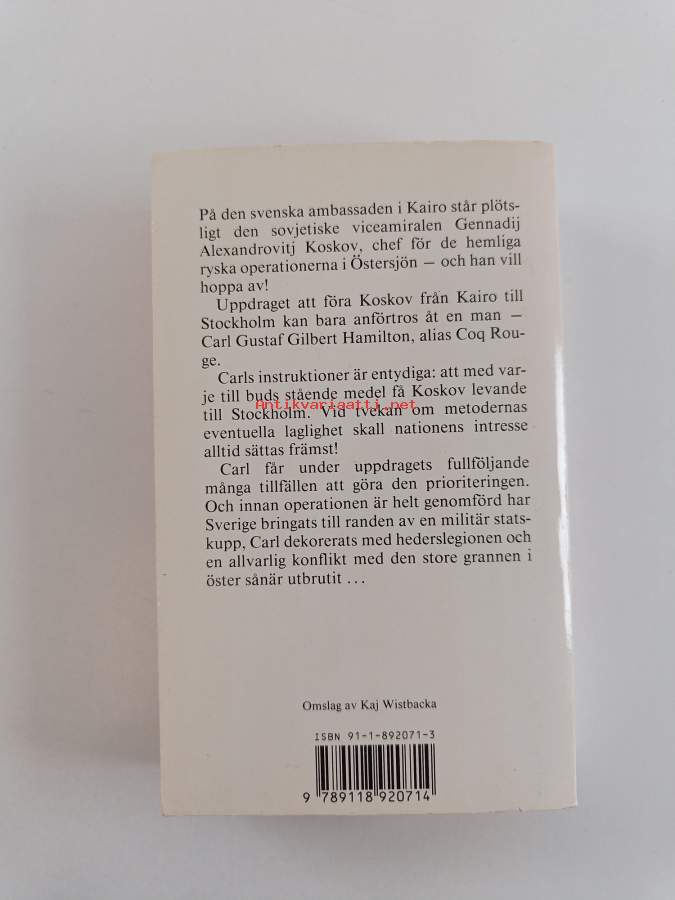 På den svenska ambassaden i Kairo står plöts-
ligt den sovjetiske viceamiralen Gennadij
Alexandrovitj Koskov, chef för de hemliga
ryska operationerna i Östersjön – och han vill
hoppa av!
Uppdraget att föra Koskov från Kairo till
Stockholm kan bara anförtros åt en man –
Carl Gustaf Gilbert Hamilton, alias Coq Rou-
ge.
Carls instruktioner är entydiga: att med var-
je till buds stående medel få Koskov levande
Antikvariaatti.net
till Stockholm. Vid tvekan om metodernas
eventuella laglighet skall nationens intresse
alltid sättas främst!
Carl får under uppdragets fullföljande
många tillfällen att göra den prioriteringen.
Och innan operationen är helt genomförd har
Sverige bringats till randen av en militär stats-
kupp, Carl dekorerats med hederslegionen och
en allvarlig konflikt med den store grannen i
öster sånär utbrutit ...
Omslag av Kaj Wistbacka
ISBN 91-1-892071-3
9 789118 920714